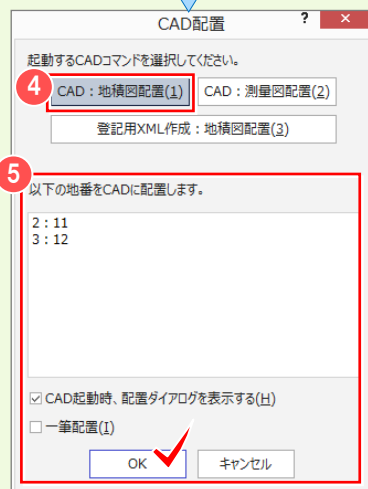 CAD配置 ? ×
起動するCADコマンドを選択してください。
4
CAD：地積図配置(1) CAD：測量図配置(2)
登記用XML作成：地積図配置(3)
5
以下の地番をCADに配置します。
2：11
3：12
CAD起動時、配置ダイアログを表示する(H)
一筆配置(I)
OK キャンセル